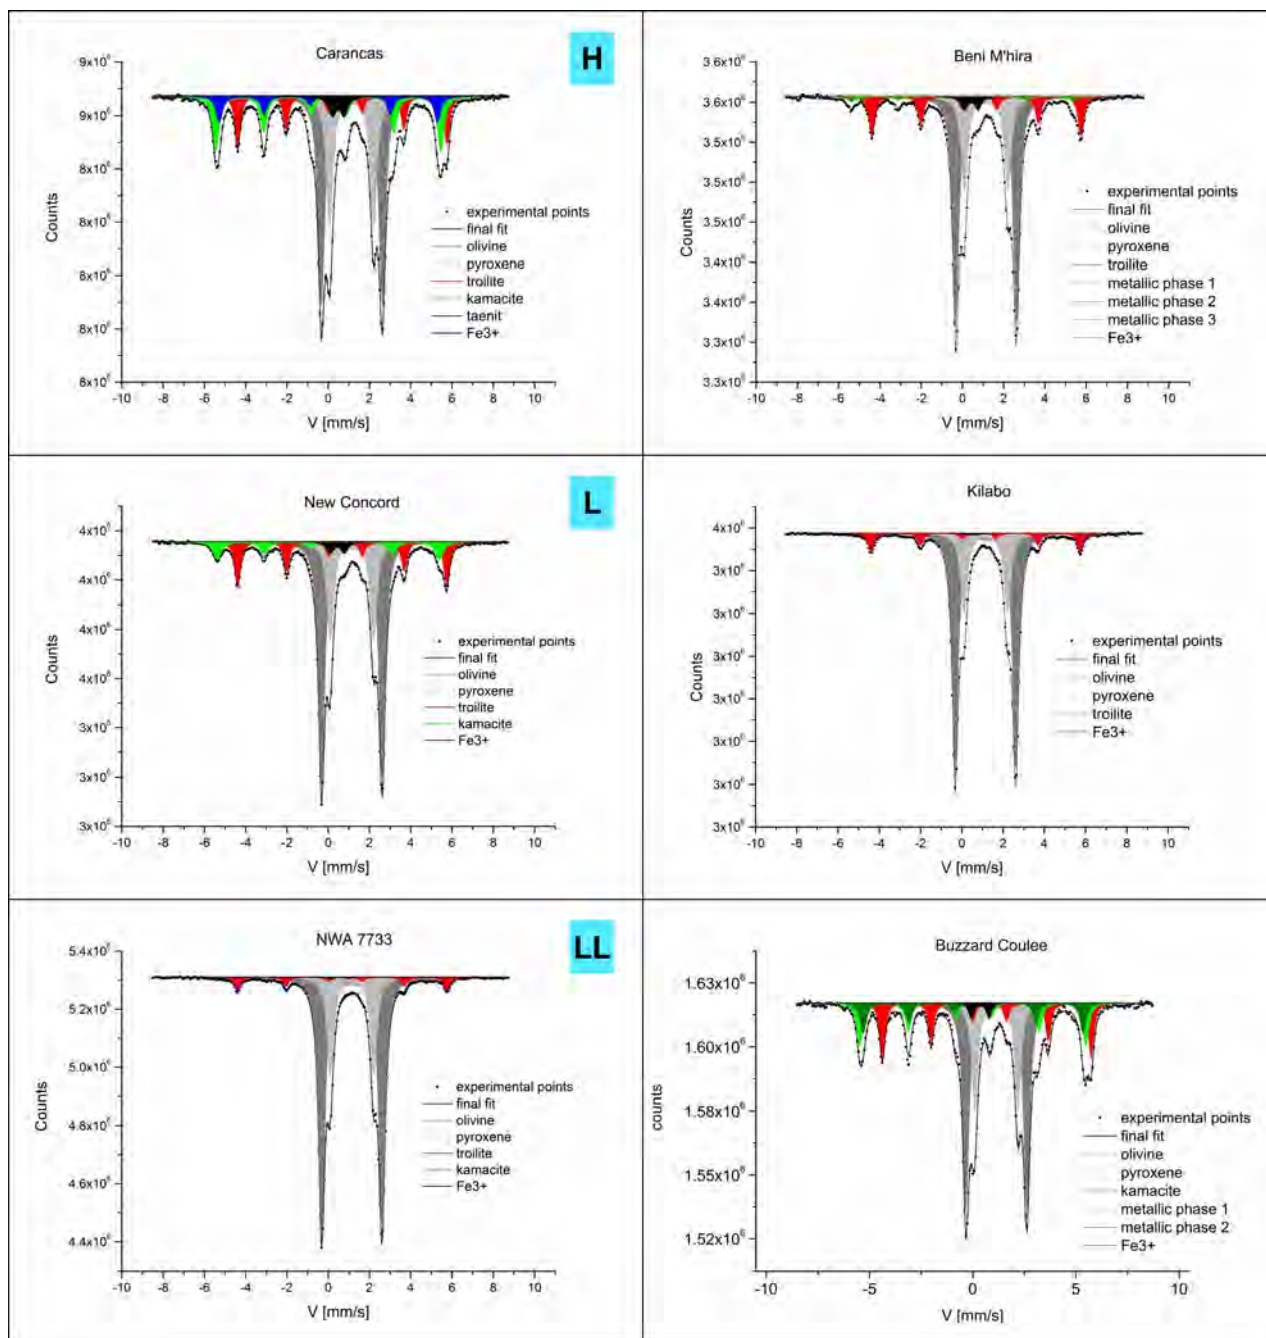 Carancas
H
9x10⁶
9x10⁶
8x10⁶
8x10⁶
8x10⁶
8x10⁶
Counts
experimental points
final fit
olivine
pyroxene
troilite
kamacite
taenit
Fe3+
-10 -8 -6 -4 -2 0 2 4 6 8 10
V [mm/s]
Beni M'hira
3.6x10⁶
3.6x10⁶
3.5x10⁶
3.5x10⁶
3.5x10⁶
3.4x10⁶
3.4x10⁶
3.3x10⁶
3.3x10⁶
Counts
experimental points
final fit
olivine
pyroxene
troilite
metallic phase 1
metallic phase 2
metallic phase 3
Fe3+
-10 -8 -6 -4 -2 0 2 4 6 8 10
V [mm/s]
New Concord
L
4x10⁶
4x10⁶
4x10⁶
3x10⁶
3x10⁶
3x10⁶
Counts
experimental points
final fit
olivine
pyroxene
troilite
kamacite
Fe3+
-10 -8 -6 -4 -2 0 2 4 6 8 10
V [mm/s]
Kilabo
4x10⁶
3x10⁶
3x10⁶
3x10⁶
3x10⁶
3x10⁶
3x10⁶
3x10⁶
Counts
experimental points
final fit
olivine
pyroxene
troilite
Fe3+
-10 -8 -6 -4 -2 0 2 4 6 8 10
V [mm/s]
NWA 7733
LL
5.2x10⁶
5.0x10⁶
4.8x10⁶
4.6x10⁶
4.4x10⁶
Counts
experimental points
final fit
olivine
pyroxene
troilite
kamacite
Fe3+
-10 -8 -6 -4 -2 0 2 4 6 8 10
V [mm/s]
Buzzard Coulee
1.63x10⁶
1.60x10⁶
1.58x10⁶
1.55x10⁶
1.52x10⁶
counts
experimental points
final fit
olivine
pyroxene
kamacite
metallic phase 1
metallic phase 2
Fe3+
-10 -5 0 5 10
V [mm/s]